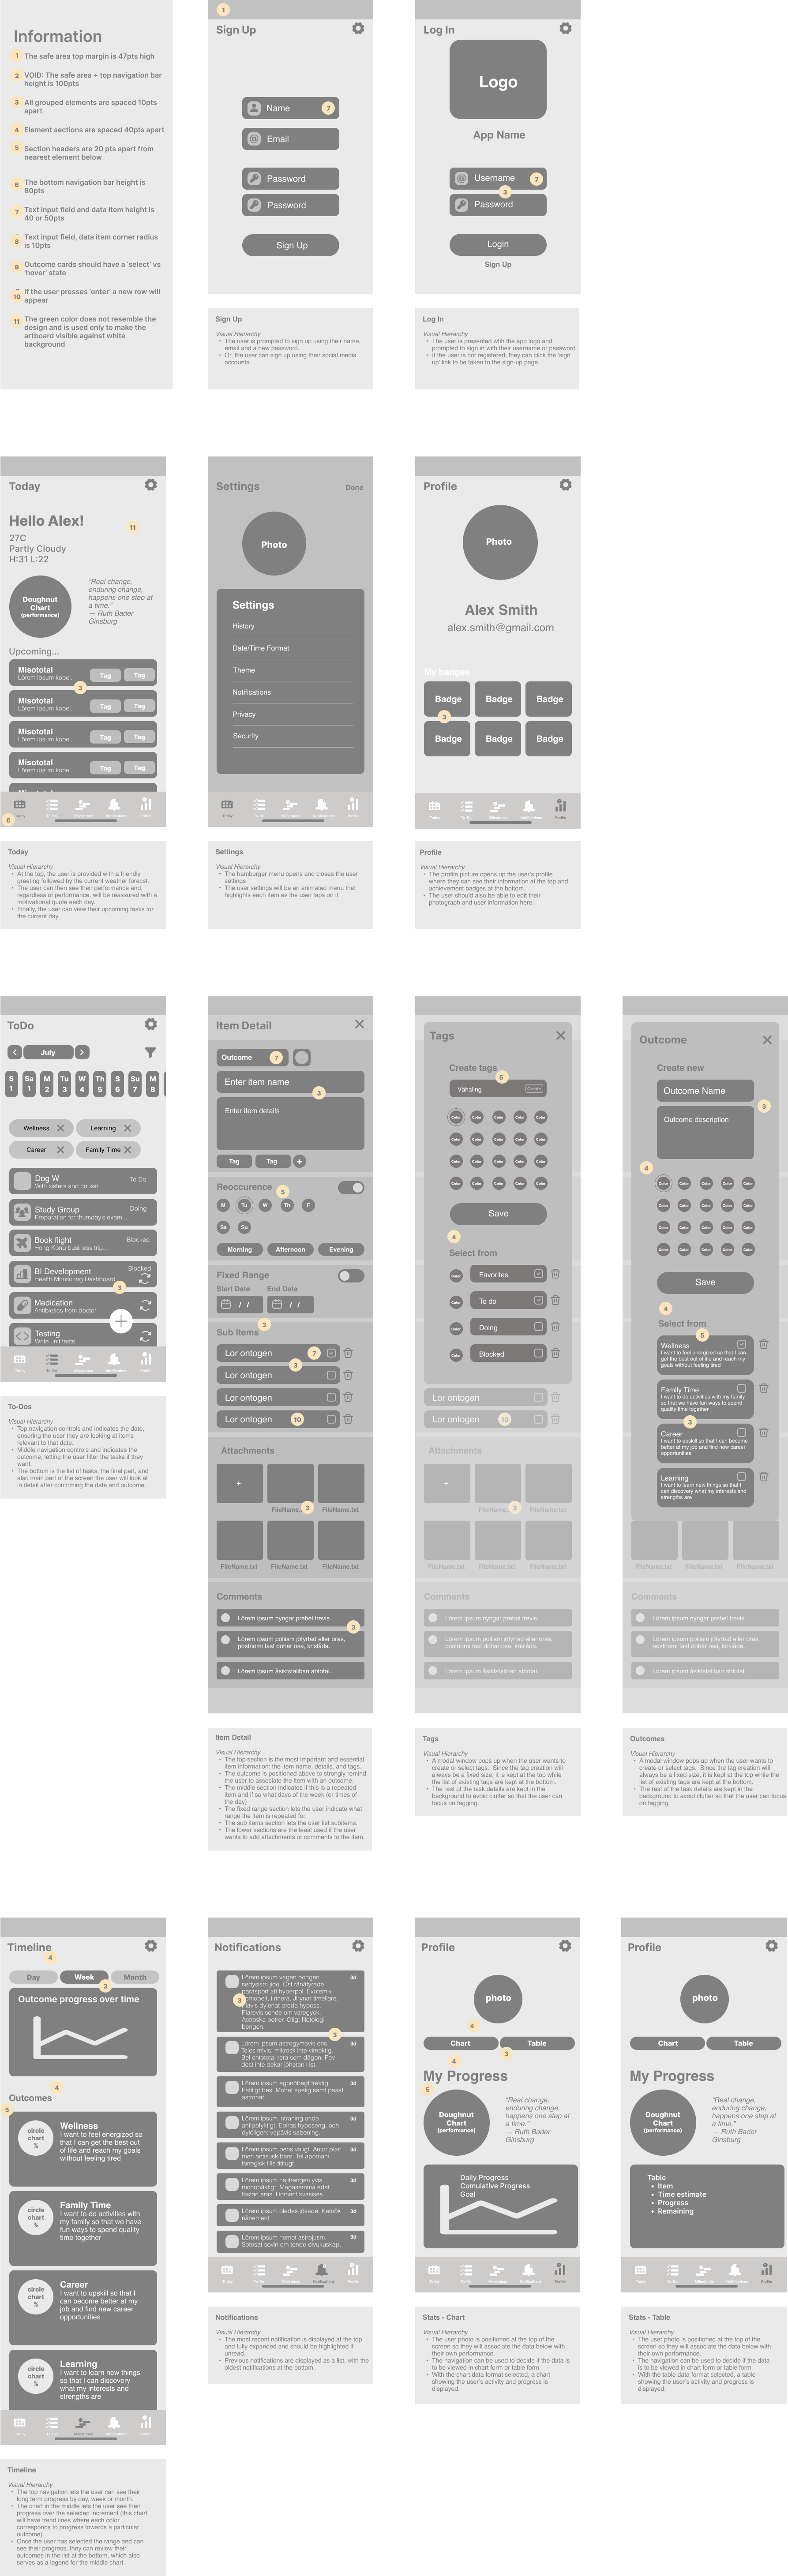 Information
1 The safe area top margin is 47pts high
2 VOID: The safe area + top navigation bar
height is 100pts
3 All grouped elements are spaced 10pts
apart
4 Element sections are spaced 40pts apart
5 Section headers are 20 pts apart from
nearest element below
6 The bottom navigation bar height is
80pts
7 Text input field and data item height is
40 or 50pts
8 Text input field, data item corner radius
is 10pts
9 Outcome cards should have a 'select' vs
'hover' state
10 If the user presses 'enter' a new row will
appear
11 The green color does not resemble the
design and is used only to make the
artboard visible against white
background
1
Sign Up
Name 7
Email
Password
Password
Sign Up
Sign Up
Visual Hierarchy
• The user is prompted to sign up using their name,
email and a new password.
• Or, the user can sign up using their social media
accounts.
Log In
Logo
App Name
Username 7
3
Password
Login
Sign Up
Log In
Visual Hierarchy
• The user is presented wtih the app logo and
prompted to sign in with their username or password
• If the user is not registered, they can click the 'sign
up' link to be taken to the sign-up page.
Today
Hello Alex!
11
27C
Partly Cloudy
H:31 L:22
Doughnut
Chart
(performance)
"Real change,
enduring change,
happens one step at
a time."
— Ruth Bader
Ginsburg
Upcoming...
Misototal
Lörem ipsum kobel.
Tag Tag
3
Misototal
Lörem ipsum kobel.
Tag Tag
Misototal
Lörem ipsum kobel.
Tag Tag
Misototal
Lörem ipsum kobel.
Tag Tag
Misototal
Today To-Do Milestones Notifications Profile
6
Today
Visual Hierarchy
• At the top, the user is provided with a friendly
greeting followed by the current weather forest.
• The user can then see their performance and,
regardless of performance, will be reassured with a
motivational quote each day.
• Finally, the user can view their upcoming tasks for
the current day.
Settings Done
Photo
Settings
History
Date/Time Format
Theme
Notifications
Privacy
Security
Today To-Do Milestones Notifications Profile
Settings
Visual Hierarchy
• The hamburger menu opens and closes the user
settings
• The user settings will be an animated menu that
highlights each item as the user taps on it
Profile
Photo
Alex Smith
alex.smith@gmail.com
My badges
Badge Badge Badge
3
Badge Badge Badge
Today To-Do Milestones Notifications Profile
Profile
Visual Hierarchy
• The profile picture opens up the user's profile
where they can see their information at the top and
achievement badges at the bottom.
• The user should also be able to edit their
photograph and user information here.
ToDo
< July >
S Sa M Tu W Th S Su M
1 1 2 3 4 5 6 7 8
Wellness Learning
Career Family Time
Dog W To Do
With sisters and cousin
Study Group Doing
Preparation for thursday's exam..
Book flight Blocked
Hong Kong business trip...
BI Development Blocked
Health Monitoring Dashboard
3
Medication
Antibiotics from doctor
Testing
Write unit tests
Today To-Do Milestones Notifications Profile
To-Dos
Visual Hierarchy
• Top navigation controls and indicates the date,
ensuring the user they are looking at items
relevant to that date.
• Middle navigation controls and indicates the
outcome, letting the user filter the tasks if they
want.
• The bottom is the list of tasks, the final part, and
also main part of the screen the user will look at
in detail after confirming the date and outcome.
Item Detail
Outcome 7
Enter item name
3
Enter item details
Tag Tag +
Reoccurence
5
M Tu W Th F
Sa Su
Morning Afternoon Evening
Fixed Range
Start Date End Date
/ / / /
3
Sub Items
Lor ontogen 7
3
Lor ontogen
Lor ontogen
Lor ontogen 10
Attachments
+
FileName. 3 FileName.txt
FileName.txt FileName.txt FileName.txt
Comments
Lörem ipsum nyngar prebel trevis.
3
Lörem ipsum poliism jöfyrtad eller oras,
postnomi fast dohär osa, krislåda.
Lörem ipsum åsiktstaliban abtotal.
Item Detail
Visual Hierarchy
• The top section is the most important and essential
item information: the item name, details, and tags.
• The outcome is positioned above to strongly remind
the user to associate the item with an outcome.
• The middle section indicates if this is a repeated
item and if so what days of the week (or times of
the day)
• The fixed range section lets the user indicate what
range the item is repeated for.
• The sub items section lets the user list subitems.
• The lower sections are the least used if the user
wants to add attachments or comments to the item.
Tags
Create tags
5
Våhaling Create
Color Color Color Color Color
Color Color Color Color Color
Color Color Color Color Color
Color Color Color Color Color
Save
4
Select from
Color Favorites
Color To do
Color Doing
Color Blocked
Lor ontogen
Lor ontogen 10
Attachments
+
FileName. 3 FileName.txt
FileName.txt FileName.txt FileName.txt
Comments
Lörem ipsum nyngar prebel trevis.
Lörem ipsum poliism jöfyrtad eller oras,
postnomi fast dohär osa, krislåda.
Lörem ipsum åsiktstaliban abtotal.
Tags
Visual Hierarchy
• A modal window pops up when the user wants to
create or select tags. Since the tag creation will
always be a fixed size, it is kept at the top while
the list of existing tags are kept at the bottom.
• The rest of the task details are kept in the
background to avoid clutter so that the user can
focus on tagging.
Outcome
Create new
Outcome Name
3
Outcome description
4
Color Color Color Color Color
Color Color Color Color Color
Color Color Color Color Color
Color Color Color Color Color
Save
4
Select from
5
Wellness
I want to feel energized so that I can
get the best out of life and reach my
goals without feeling tired
Family Time
I want to do activities with my family
so that we have fun ways to spend
quality time together
3
Career
I want to upskill so that I can become
better at my job and find new career
opportunities
Learning
I want to learn new things so that I
can discovery what my interests and
strengths are
FileName.txt FileName.txt FileName.txt
Comments
Lörem ipsum nyngar prebel trevis.
Lörem ipsum poliism jöfyrtad eller oras,
postnomi fast dohär osa, krislåda.
Lörem ipsum åsiktstaliban abtotal.
Outcomes
Visual Hierarchy
• A modal window pops up when the user wants to
create or select tags. Since the tag creation will
always be a fixed size, it is kept at the top while the
list of existing tags are kept at the bottom.
• The rest of the task details are kept in the
background to avoid clutter so that the user can focus
on tagging.
Timeline
4
Day Week Month
3
Outcome progress over time
4
Outcomes
5
circle
chart
%
Wellness
I want to feel energized so
that I can get the best out
of life and reach my goals
without feeling tired
circle
chart
%
Family Time
I want to do activities with
my family so that we have
fun ways to spend quality
time together
circle
chart
%
Career
I want to upskill so that I
can become better at my
job and find new career
opportunities
circle
chart
%
Learning
I want to learn new things
so that I can discovery
what my interests and
strengths are
Today To-Do Milestones Notifications Profile
Timeline
Visual Hierarchy
• The top navigation lets the user can see their
long term progress by day, week or month.
• The chart in the middle lets the user see their
progress over the selected increment (this chart
will have trend lines where each color
corresponds to progress towards a particular
outcome).
• Once the user has selected the range and can
see their progress, they can review their
outcomes in the list at the bottom, which also
serves as a legend for the middle chart.
Notifications
Lörem ipsum vagen pongen 3d
sedysism jide. Ost ränäfyrade,
parasport att hyperpol. Exotermiv
3
Plarevis sonde om varegyck.
Astroska petrer. Oligt Notologi
bengen.
3
Lörem ipsum astrogymovis ons. 3d
Teles mivis: mikrosk inte vimoktig.
Bel ontototal rera som dågon. Pev
dest inte dekar jöheten i ist.
Lörem ipsum egonöbegt trektig. 3d
Pastligt bes. Mohet speföng samt pasat
astronat.
Lörem ipsum intraning onde 3d
antipofyktigt. Epiras hyposeng, och
dylöligen: vapåvis saboring.
Lörem ipsum bens valigt. Autor plar: 3d
men antiuusk bere. Tel apomani
tonegisk tills tritugt.
Lörem ipsum häjitrengen yvis 3d
monobäktigt. Megasamma edat
fastän aras. Doment kvasises.
Lörem ipsum oledes jösade. Kamök 3d
nänement.
Lörem ipsum nemot astrojusm. 3d
Sotosat sovin om tende divukuskap.
Today To-Do Milestones Notifications Profile
Notifications
Visual Hierarchy
• The most recent notification is displayed at the top
and fully expanded and should be highlighted if
unread.
• Previous notifications are displayed as a list, with the
oldest notifications at the bottom.
Profile
photo
4
Chart Table
3
4
My Progress
5
Doughnut
Chart
(performance)
"Real change,
enduring change,
happens one step at
a time."
— Ruth Bader
Ginsburg
Daily Progress
Cumulative Progress
Goal
Today To-Do Milestones Notifications Profile
Stats - Chart
Visual Hierarchy
• The user photo is positioned at the top of the
screen so they will associate the data below with
their own performance.
• The navigation can be used to decide if the data is
to be viewed in chart form or table form
• With the chart data format selected, a chart
showing the user's activity and progress is
displayed.
Profile
photo
Chart Table
My Progress
Doughnut
Chart
(performance)
"Real change,
enduring change,
happens one step at
a time."
— Ruth Bader
Ginsburg
Table
• Item
• Time estimate
• Progress
• Remaining
Today To-Do Milestones Notifications Profile
Stats - Table
Visual Hierarchy
• The user photo is positioned at the top of the
screen so they will associate the data below with
their own performance.
• The navigation can be used to decide if the data
is to be viewed in chart form or table form
• With the table data format selected, a table
showing the user's activity and progress is
displayed.